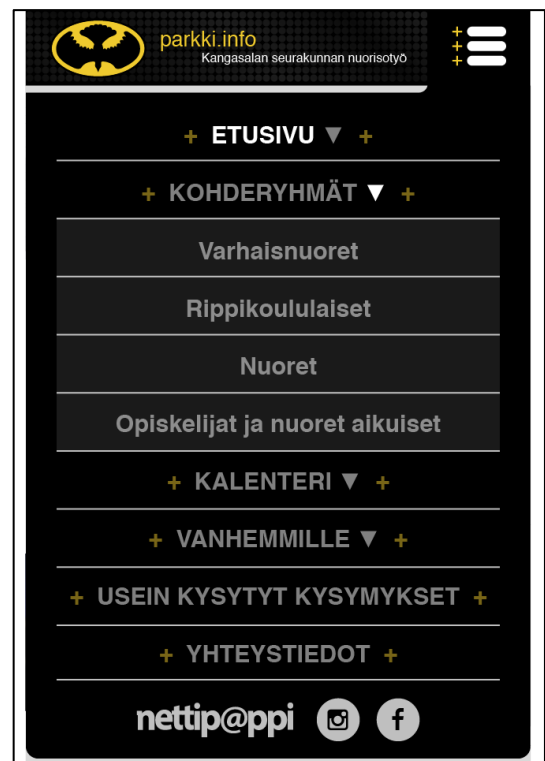 parkki.info
Kangasalan seurakunnan nuorisotyö
+ ETUSIVU ▼ +
+ KOHDERYHMÄT ▼ +
Varhaisnuoret
Rippikoululaiset
Nuoret
Opiskelijat ja nuoret aikuiset
+ KALENTERI ▼ +
+ VANHEMMILLE ▼ +
+ USEIN KYSYTYT KYSYMYKSET +
+ YHTEYSTIEDOT +
nettip@ppi f